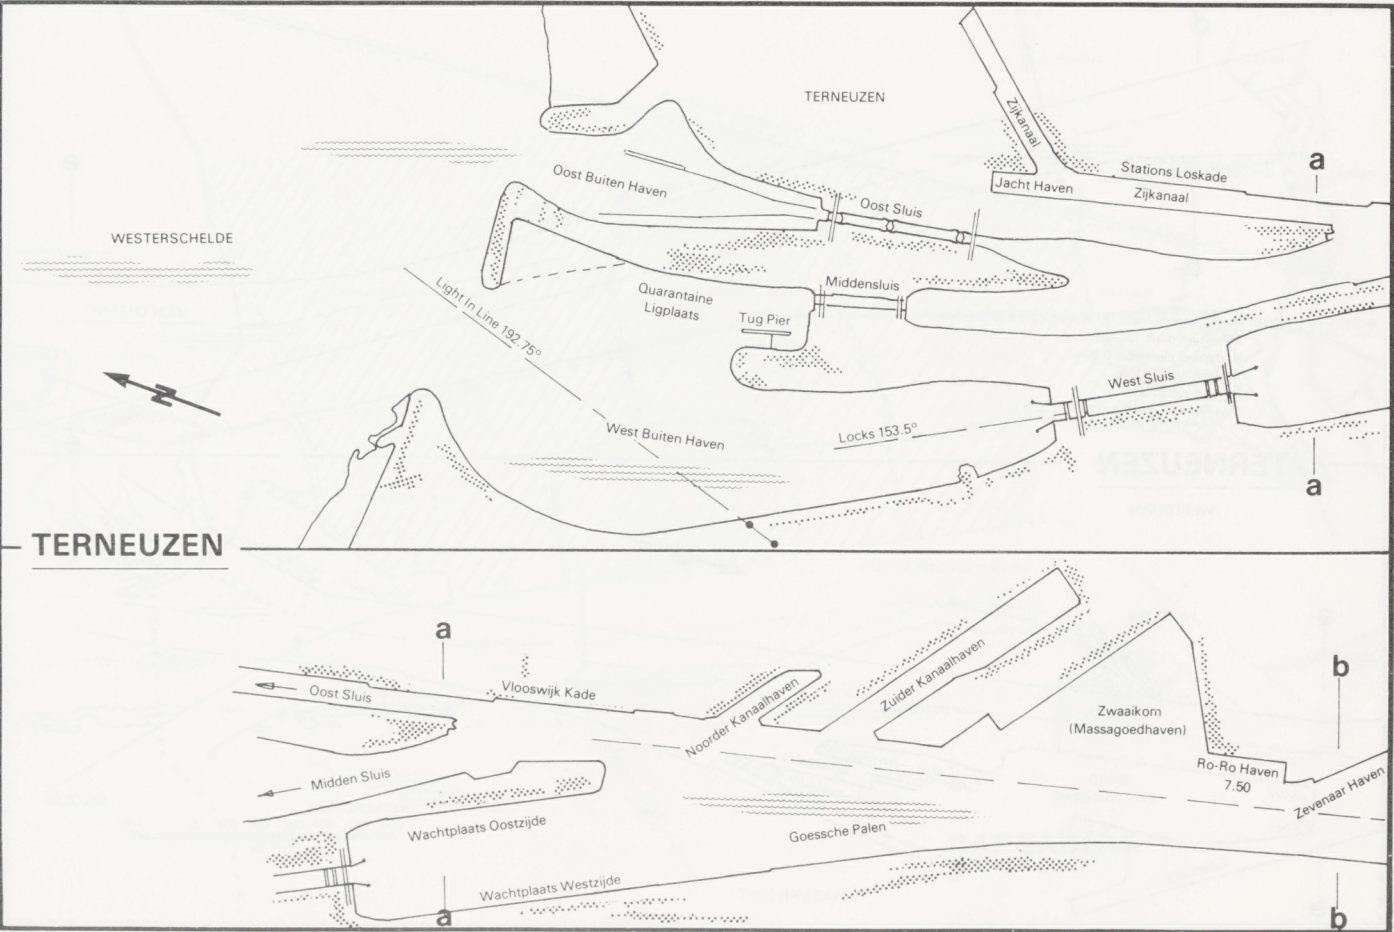 TERNEUZEN
Zijkanaal
Stations Loskade
a
Oost Buiten Haven
Jacht Haven
Zijkanaal
Oost Sluis
WESTERSCHELDE
Light In Line 192.75°
Quarantaine
Ligplaats
Middensluis
Tug Pier
West Sluis
West Buiten Haven
Locks 153.5°
a
TERNEUZEN
a
b
Oost Sluis
Vlooswijk Kade
Noorder Kanaalhaven
Zuider Kanaalhaven
Zwaaikom
(Massagoedhaven)
Midden Sluis
Ro-Ro Haven
7.50
Zevenaar Haven
Wachtplaats Oostzijde
Goessche Palen
Wachtplaats Westzijde
a
b